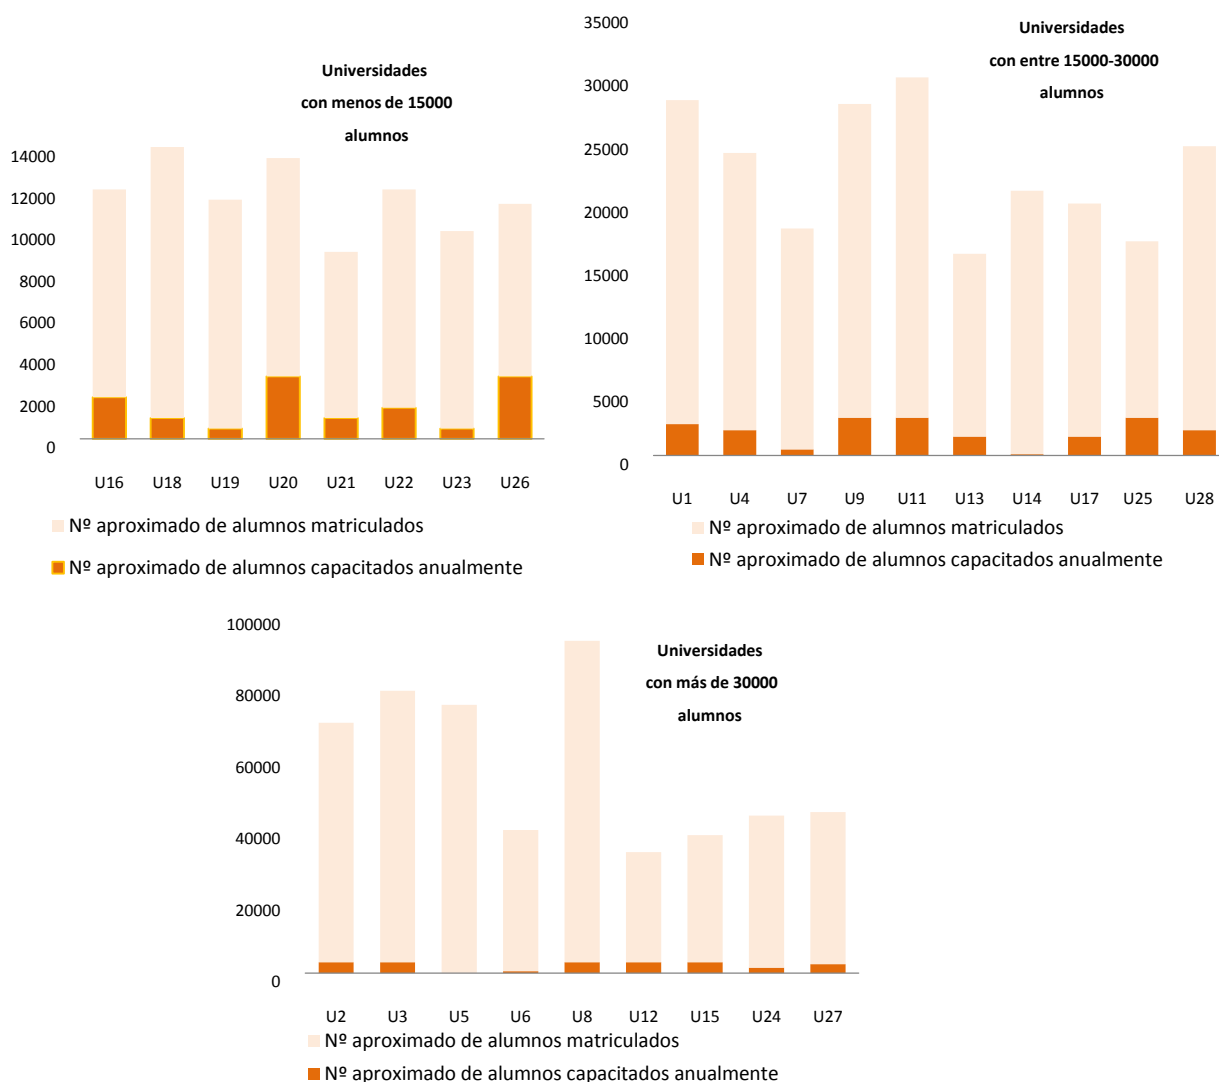 Universidades
con menos de 15000
alumnos
14000
12000
10000
8000
6000
4000
2000
0
U16 U18 U19 U20 U21 U22 U23 U26
Nº aproximado de alumnos matriculados
Nº aproximado de alumnos capacitados anualmente
Universidades
con entre 15000-30000
alumnos
35000
30000
25000
20000
15000
10000
5000
0
U1 U4 U7 U9 U11 U13 U14 U17 U25 U28
Nº aproximado de alumnos matriculados
Nº aproximado de alumnos capacitados anualmente
Universidades
con más de 30000
alumnos
100000
80000
60000
40000
20000
0
U2 U3 U5 U6 U8 U12 U15 U24 U27
Nº aproximado de alumnos matriculados
Nº aproximado de alumnos capacitados anualmente